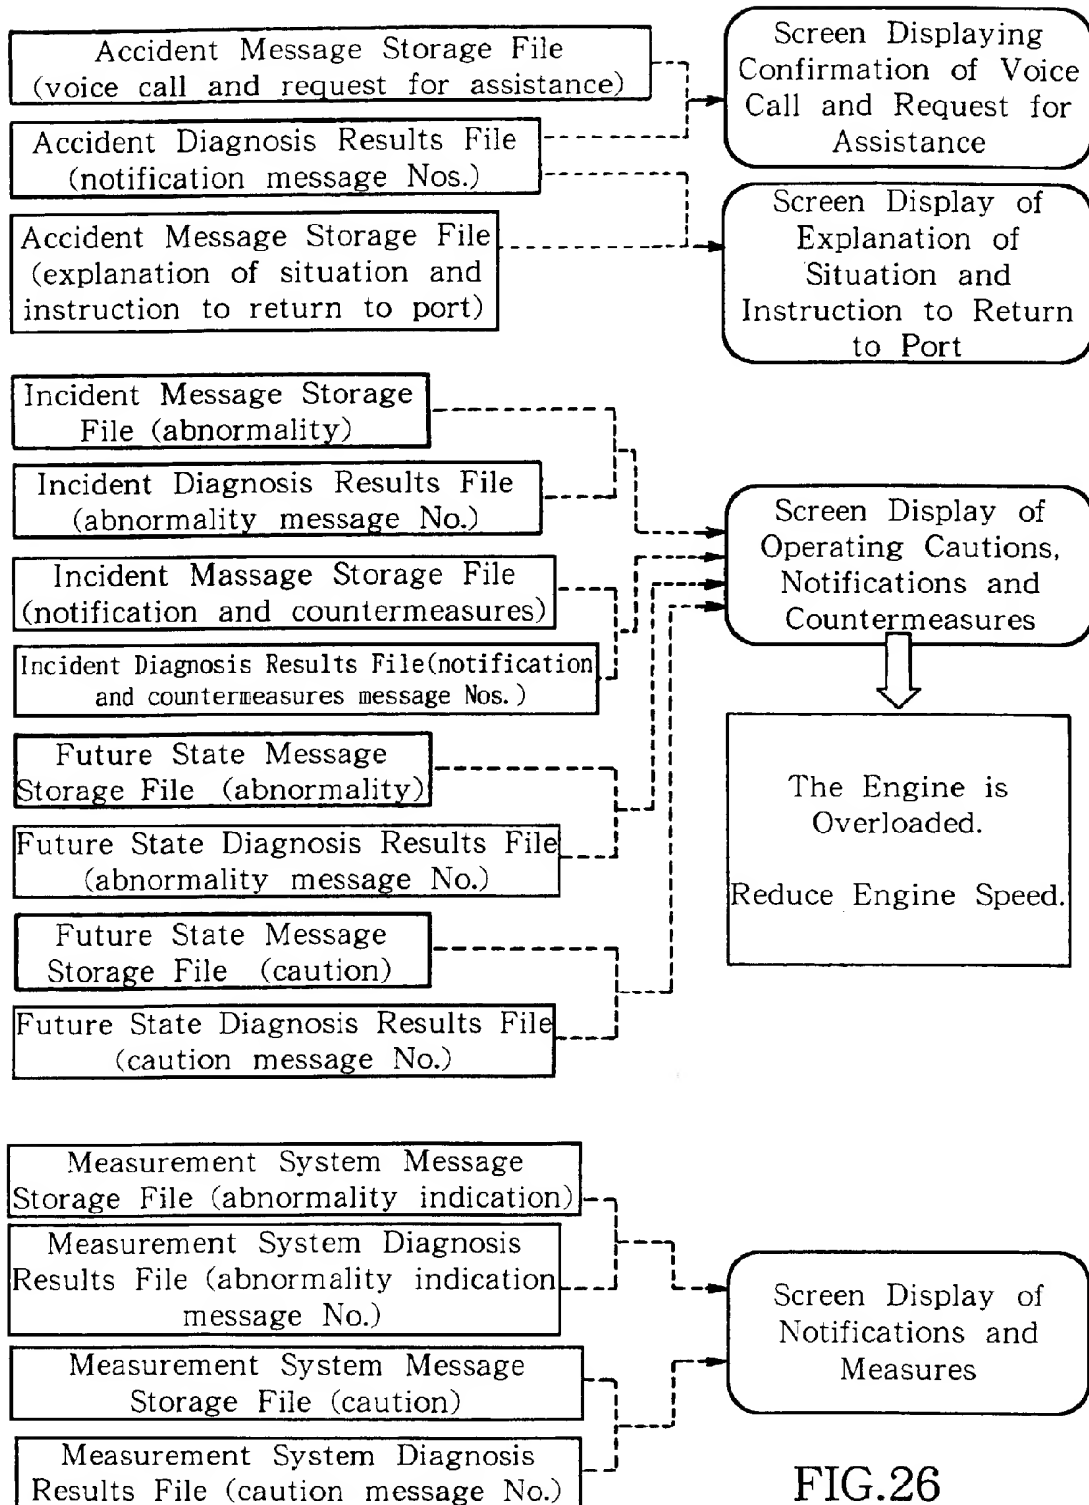 Accident Message Storage File
(voice call and request for assistance)
Accident Diagnosis Results File
(notification message Nos.)
Accident Message Storage File
(explanation of situation and
instruction to return to port)
Screen Displaying
Confirmation of Voice
Call and Request for
Assistance
Screen Display of
Explanation of
Situation and
Instruction to Return
to Port
Incident Message Storage
File (abnormality)
Incident Diagnosis Results File
(abnormality message No.)
Incident Massage Storage File
(notification and countermeasures)
Incident Diagnosis Results File(notification
and countermeasures message Nos.)
Future State Message
Storage File (abnormality)
Future State Diagnosis Results File
(abnormality message No.)
Future State Message
Storage File (caution)
Future State Diagnosis Results File
(caution message No.)
Screen Display of
Operating Cautions,
Notifications and
Countermeasures
The Engine is
Overloaded.
Reduce Engine Speed.
Measurement System Message
Storage File (abnormality indication)
Measurement System Diagnosis
Results File (abnormality indication
message No.)
Measurement System Message
Storage File (caution)
Measurement System Diagnosis
Results File (caution message No.)
Screen Display of
Notifications and
Measures
FIG.26